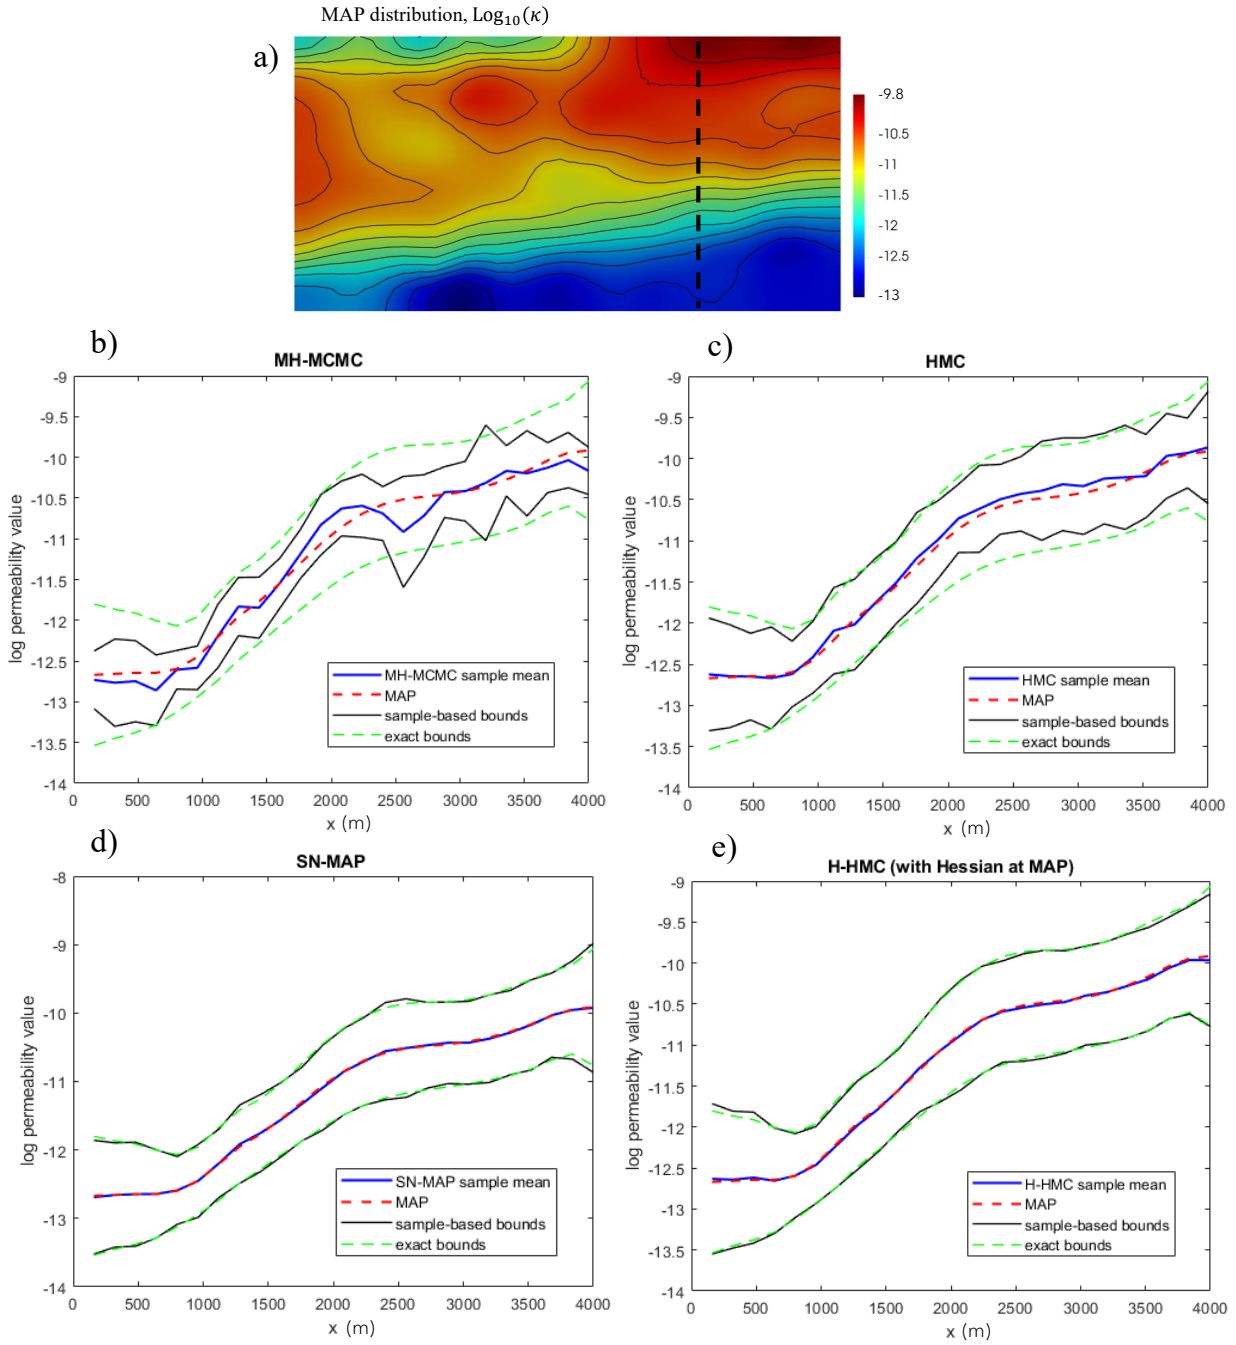 MAP distribution, Log₁₀(κ)
a)
-9.8
-10.5
-11
-11.5
-12
-12.5
-13
b)
MH-MCMC
-9
-9.5
-10
-10.5
-11
-11.5
-12
-12.5
-13
-13.5
-14
log permeability value
0 500 1000 1500 2000 2500 3000 3500 4000
x (m)
MH-MCMC sample mean
MAP
sample-based bounds
exact bounds
c)
HMC
-9
-9.5
-10
-10.5
-11
-11.5
-12
-12.5
-13
-13.5
-14
log permeability value
0 500 1000 1500 2000 2500 3000 3500 4000
x (m)
HMC sample mean
MAP
sample-based bounds
exact bounds
d)
SN-MAP
-8
-9
-10
-11
-12
-13
-14
log permeability value
0 500 1000 1500 2000 2500 3000 3500 4000
x (m)
SN-MAP sample mean
MAP
sample-based bounds
exact bounds
e)
H-HMC (with Hessian at MAP)
-9
-9.5
-10
-10.5
-11
-11.5
-12
-12.5
-13
-13.5
-14
log permeability value
0 500 1000 1500 2000 2500 3000 3500 4000
x (m)
H-HMC sample mean
MAP
sample-based bounds
exact bounds